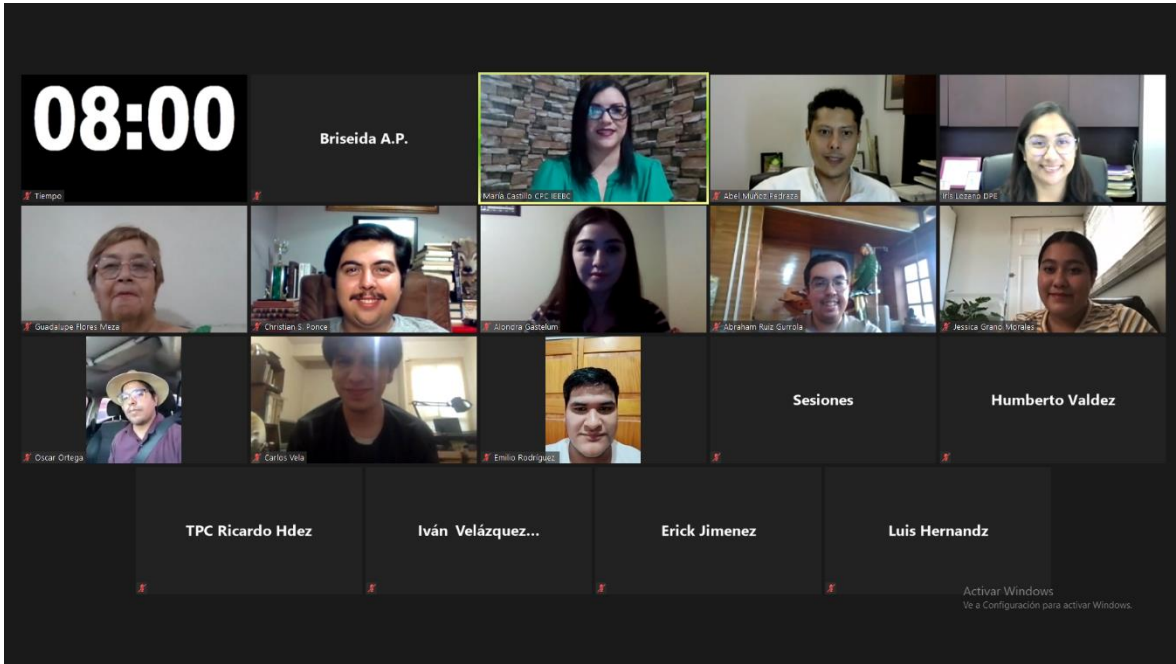 08:00
Tiempo
Briseida A.P.
María Castillo CPC IEEBC
Abel Muñoz Pedraza
Iris Lezano DPE
Guadalupe Flores Meza
Christian S. Ponce
Alondra Gastelum
Abraham Ruiz Gurrola
Jessica Grano Morales
Oscar Ortega
Carlos Vela
Emilio Rodríguez
Sesiones
Humberto Valdez
TPC Ricardo Hdez
Iván Velázquez...
Erick Jimenez
Luis Hernandz
Activar Windows
Ve a Configuración para activar Windows.